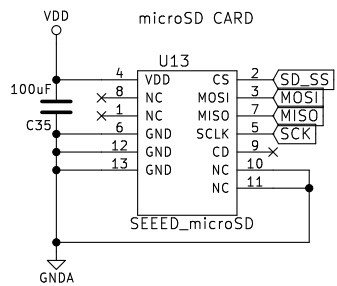 VDD
microSD CARD
U13
4 VDD CS 2 SD_SS
100uF 8 NC MOSI 3 MOSI
1 NC MISO 7 MISO
C35 6 GND SCLK 5 SCK
12 GND CD 9
13 GND NC 10
NC 11
SEEED_microSD
GNDA